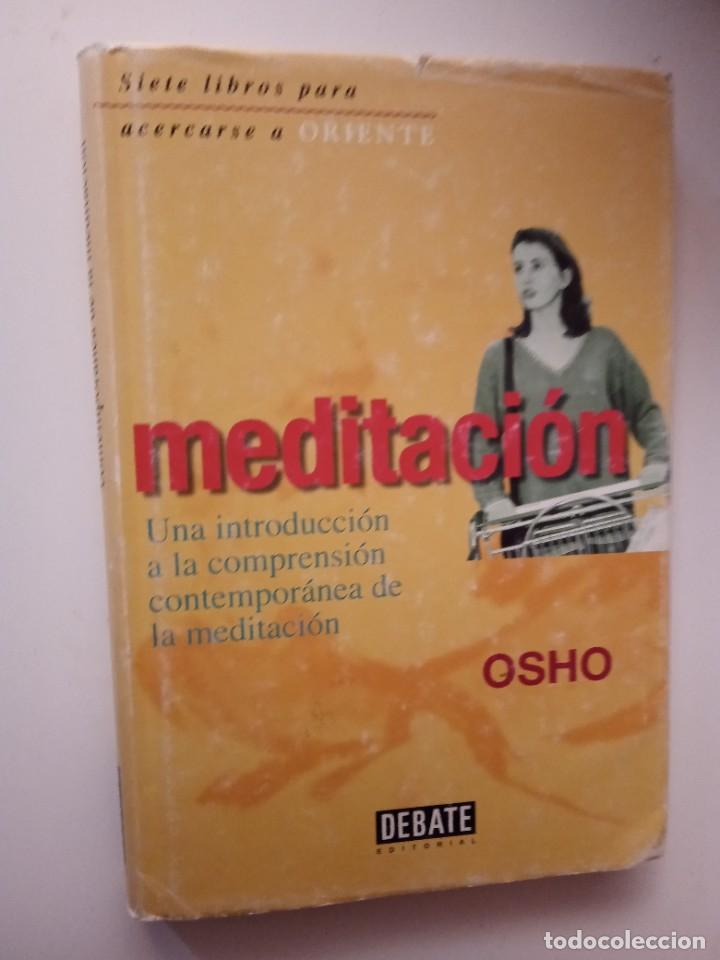 Siete libros para
acercarse a ORIENTE
meditación
Una introducción
a la comprensión
contemporánea de
la meditación
OSHO
DEBATE
EDITORIAL
todocoleccion